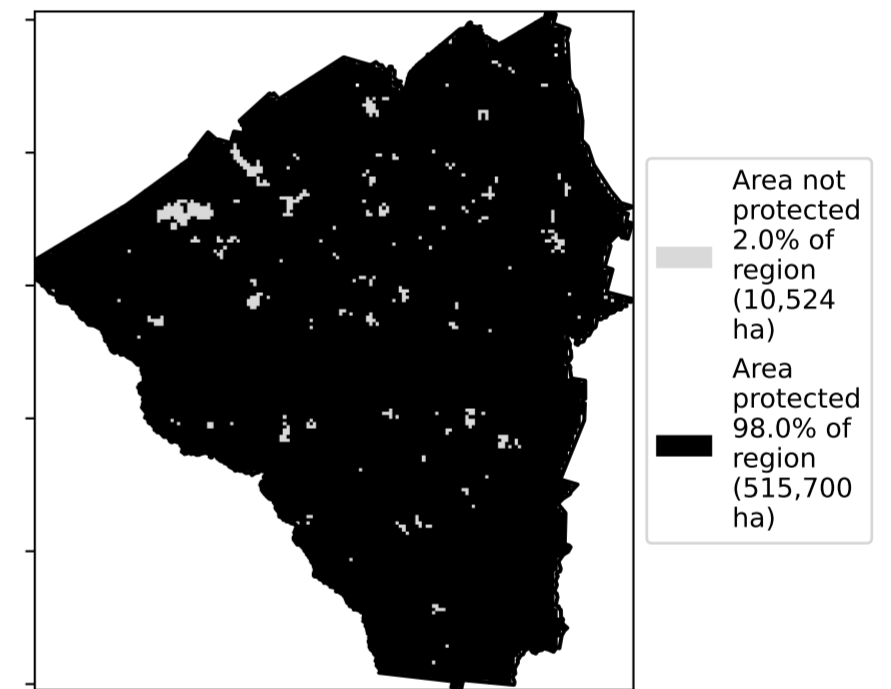 Area not
protected
2.0% of
region
(10,524
ha)
Area
protected
98.0% of
region
(515,700
ha)